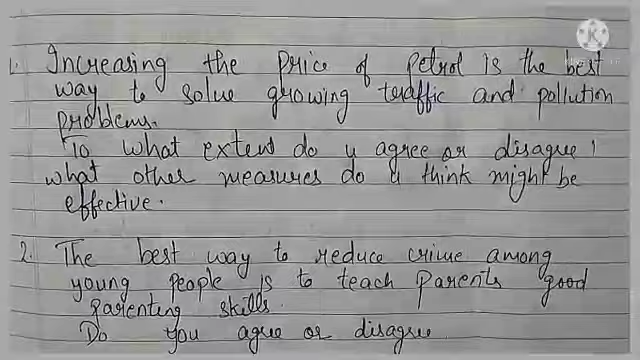 1. Increasing the price of petrol is the best
way to solve growing traffic and pollution
problems.
To what extent do u agree or disagree!
what other measures do u think might be
effective.
2. The best way to reduce crime among
young people is to teach parents good
parenting skills.
Do you agree or disagree